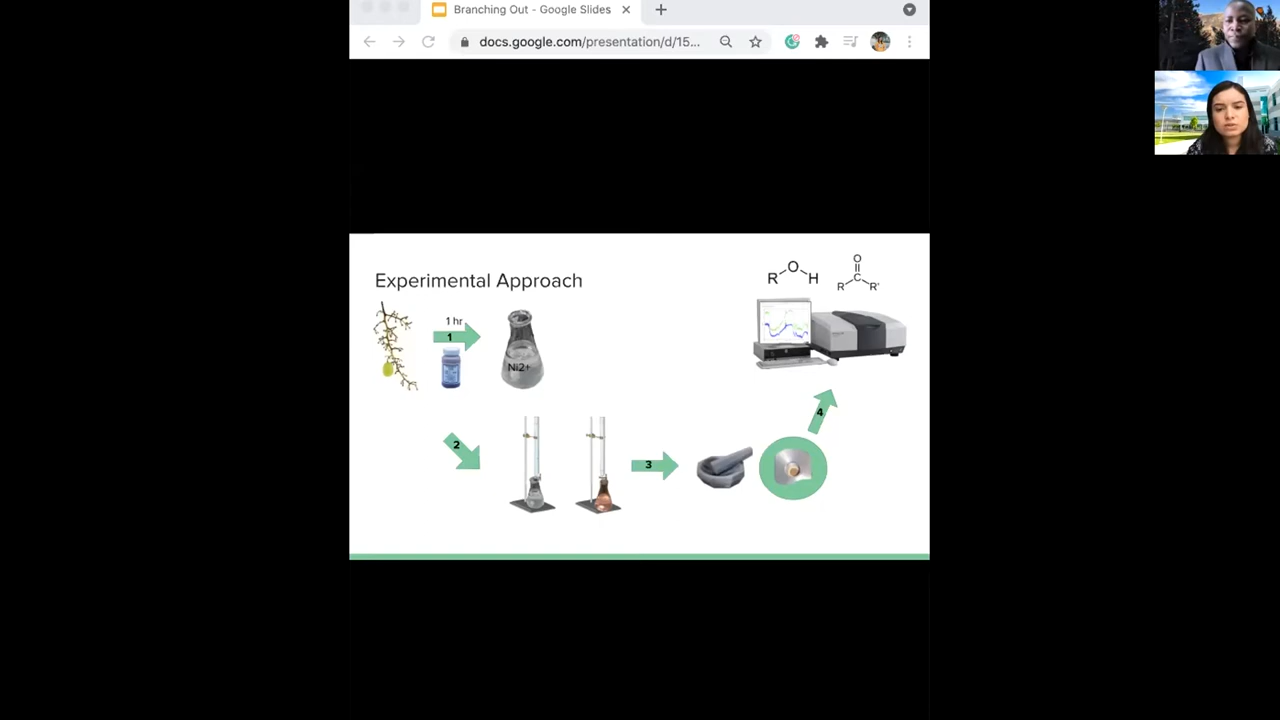 Branching Out - Google Slides
docs.google.com/presentation/d/15...
Experimental Approach
1 hr
1
Ni2+
2
3
4
R O H
O
R C R'